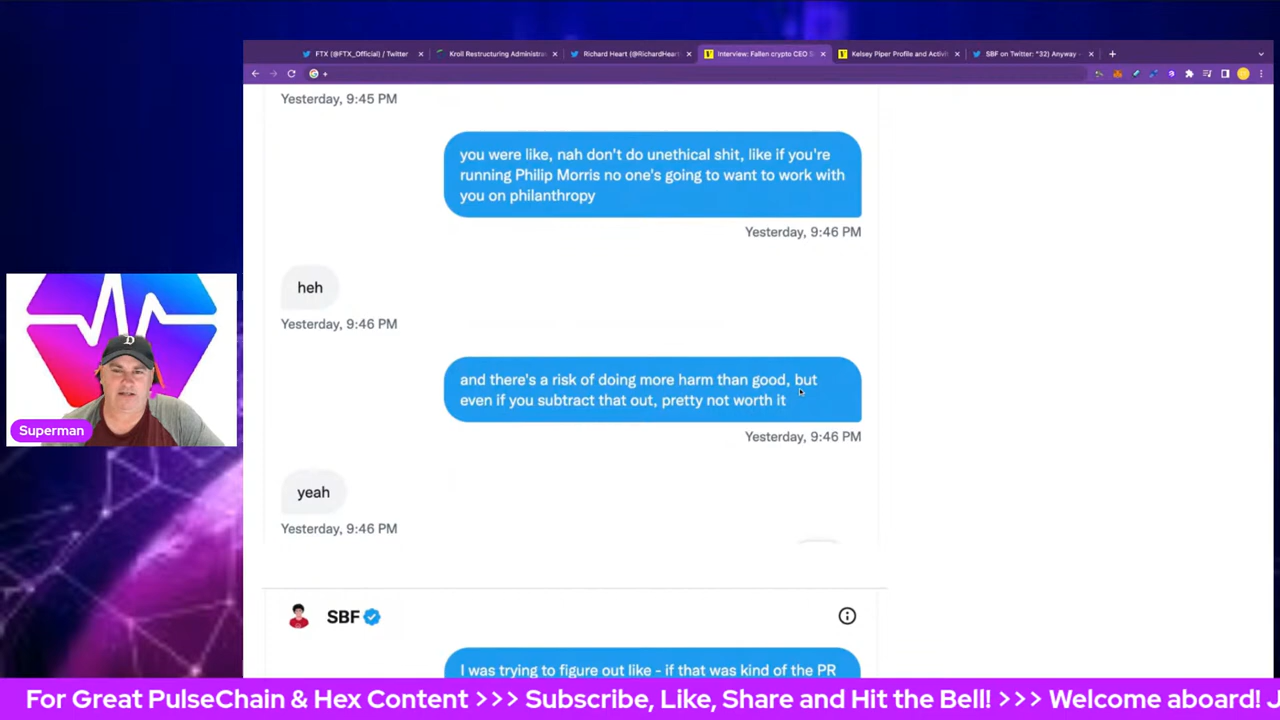 FTX (@FTX_Official) / Twitter
Kroll Restructuring Administra
Richard Heart (@RichardHear
Interview: Fallen crypto CEO S
Kelsey Piper Profile and Activi
SBF on Twitter: "32) Anyway -
Yesterday, 9:45 PM
you were like, nah don't do unethical shit, like if you're
running Philip Morris no one's going to want to work with
you on philanthropy
Yesterday, 9:46 PM
heh
Yesterday, 9:46 PM
and there's a risk of doing more harm than good, but
even if you subtract that out, pretty not worth it
Yesterday, 9:46 PM
yeah
Yesterday, 9:46 PM
SBF
I was trying to figure out like - if that was kind of the PR
D
Superman
For Great PulseChain & Hex Content >>> Subscribe, Like, Share and Hit the Bell! >>> Welcome aboard! J